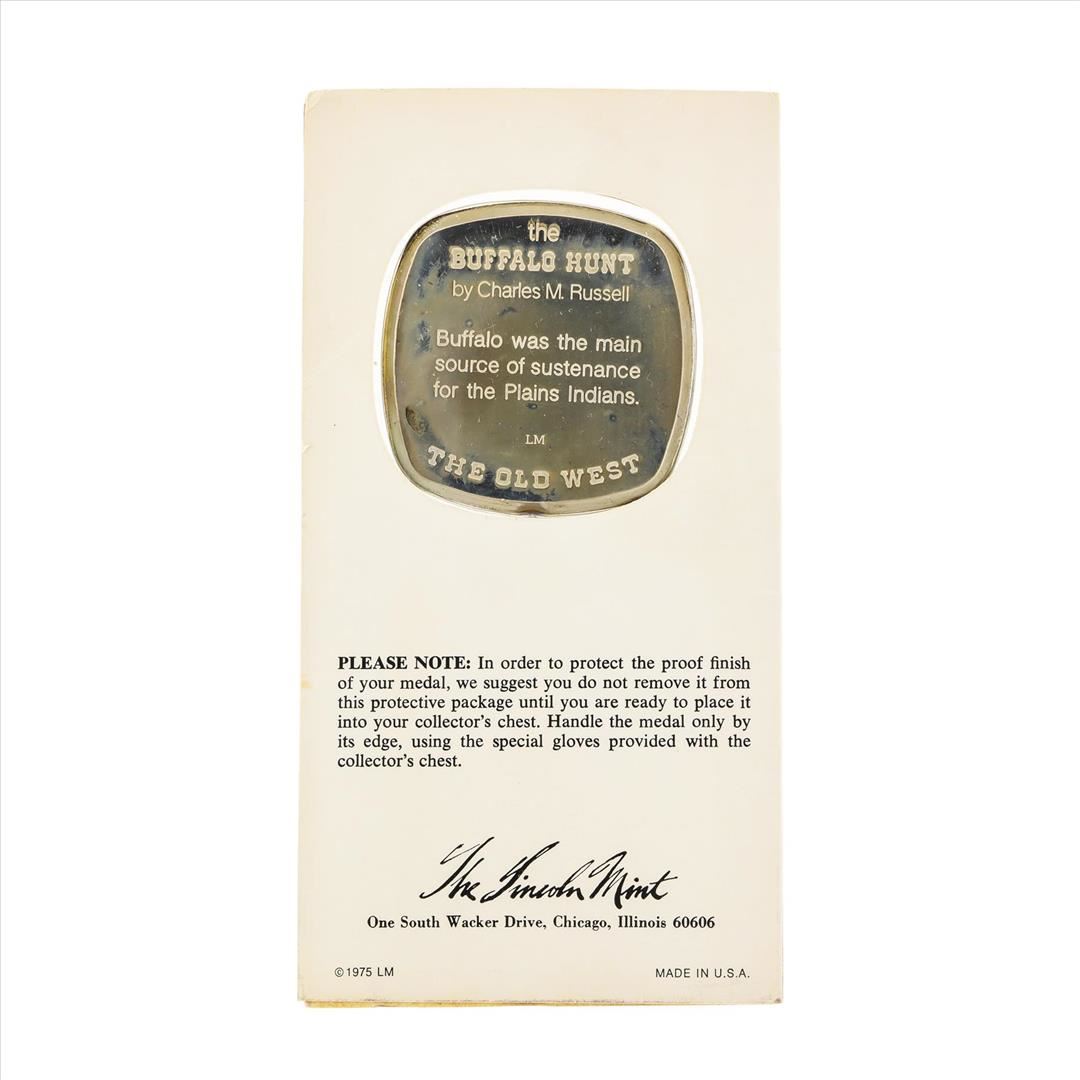 the
BUFFALO HUNT
by Charles M. Russell
Buffalo was the main
source of sustenance
for the Plains Indians.
LM
THE OLD WEST
PLEASE NOTE: In order to protect the proof finish
of your medal, we suggest you do not remove it from
this protective package until you are ready to place it
into your collector's chest. Handle the medal only by
its edge, using the special gloves provided with the
collector's chest.
The Lincoln Mint
One South Wacker Drive, Chicago, Illinois 60606
©1975 LM
MADE IN U.S.A.